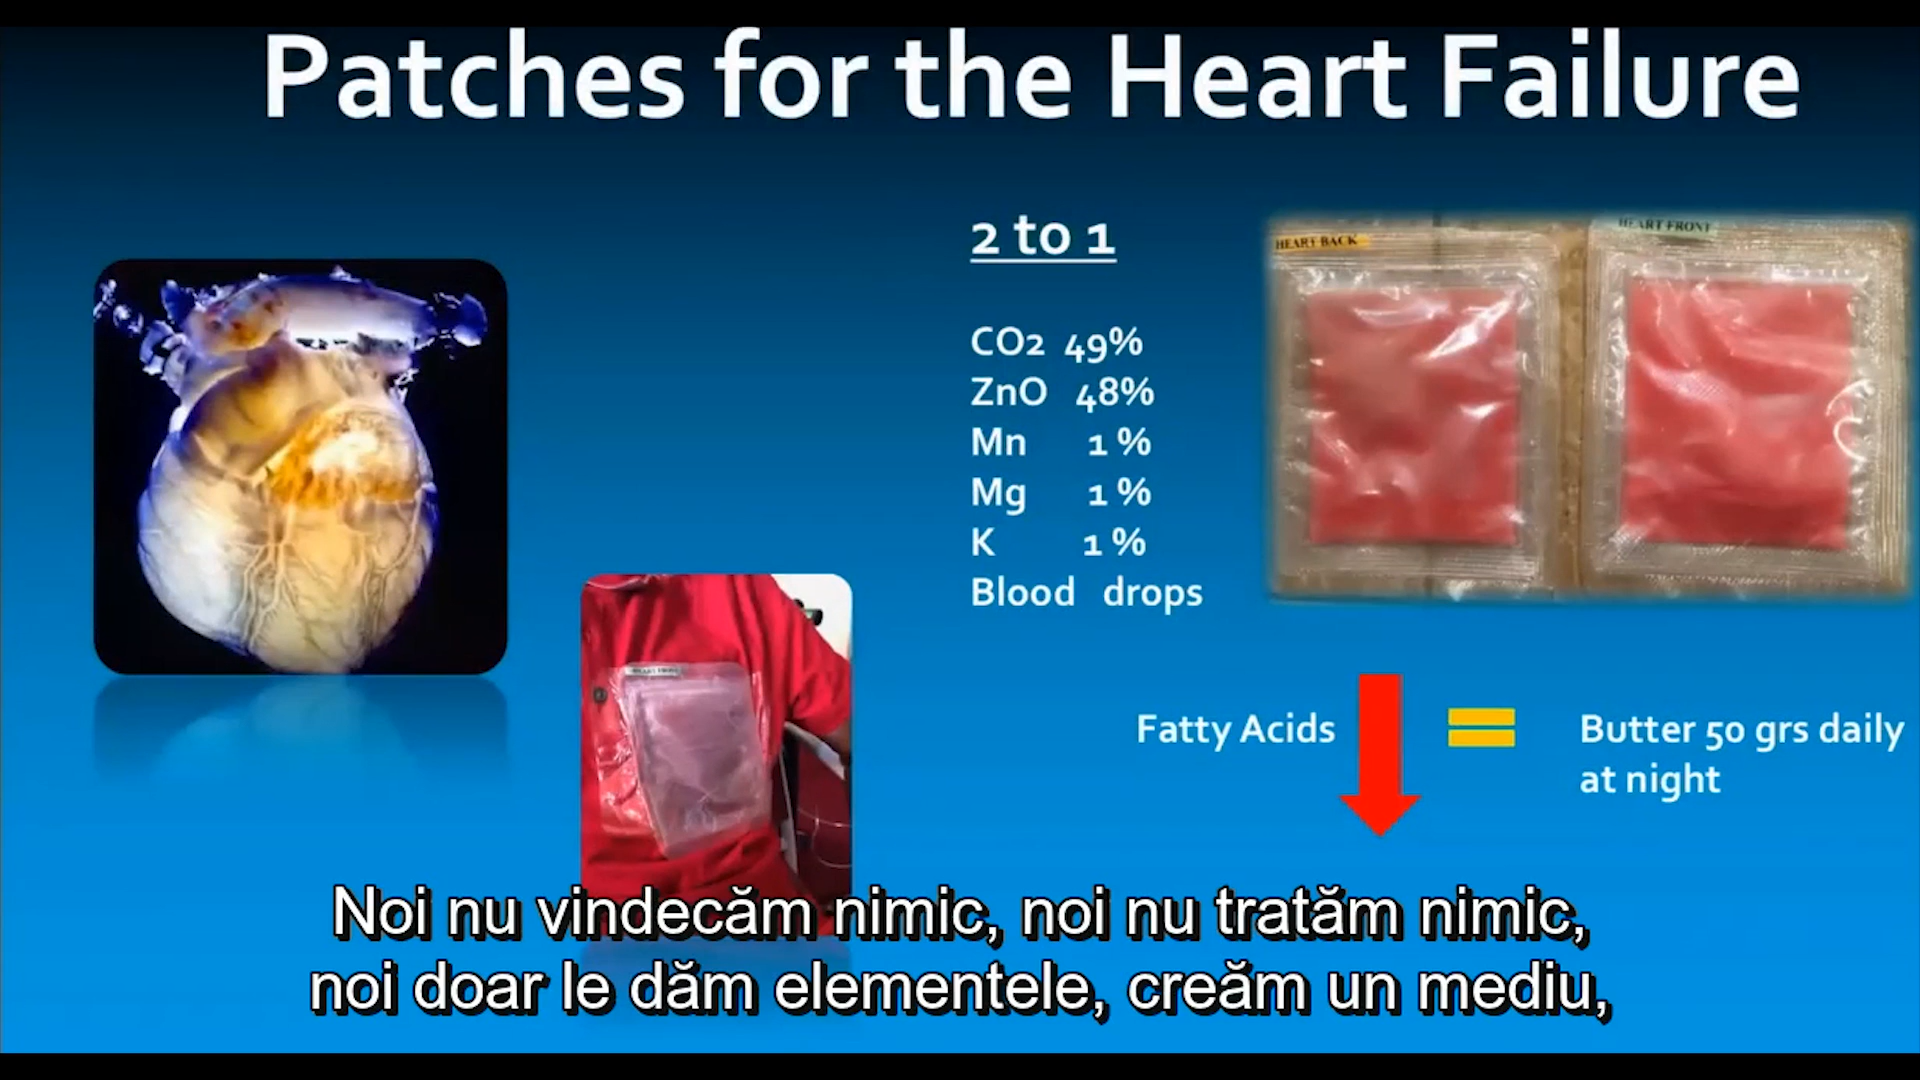 Patches for the Heart Failure
2 to 1
CO2 49%
ZnO 48%
Mn 1 %
Mg 1 %
K 1 %
Blood drops
HEART BACK
HEART FRONT
HEART FRONT
Fatty Acids
Butter 50 grs daily
at night
Noi nu vindecăm nimic, noi nu tratăm nimic,
noi doar le dăm elementele, creăm un mediu,